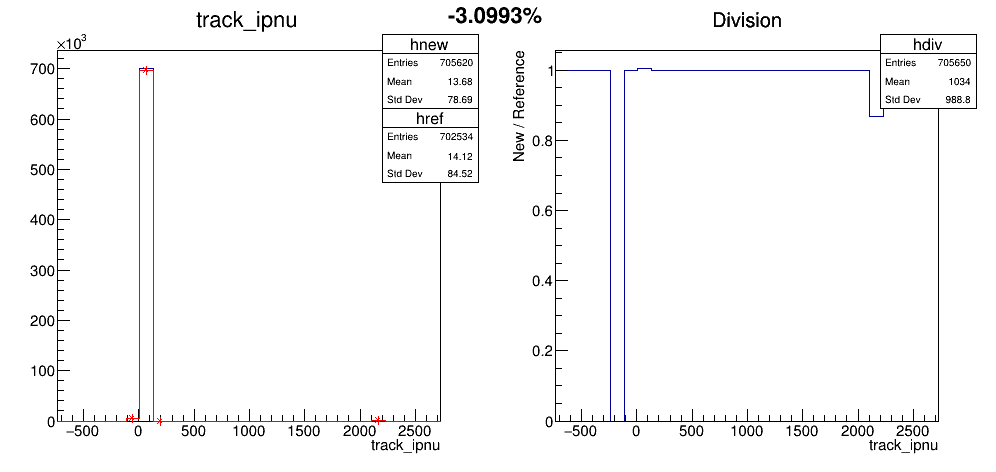 -3.0993%
track_ipnu
×10³
hnew
Entries 705620
Mean 13.68
Std Dev 78.69
href
Entries 702534
Mean 14.12
Std Dev 84.52
700
600
500
400
300
200
100
0
−500 0 500 1000 1500 2000 2500
track_ipnu
Division
hdiv
Entries 705650
Mean 1034
Std Dev 988.8
New / Reference
1
0.8
0.6
0.4
0.2
0
−500 0 500 1000 1500 2000 2500
track_ipnu